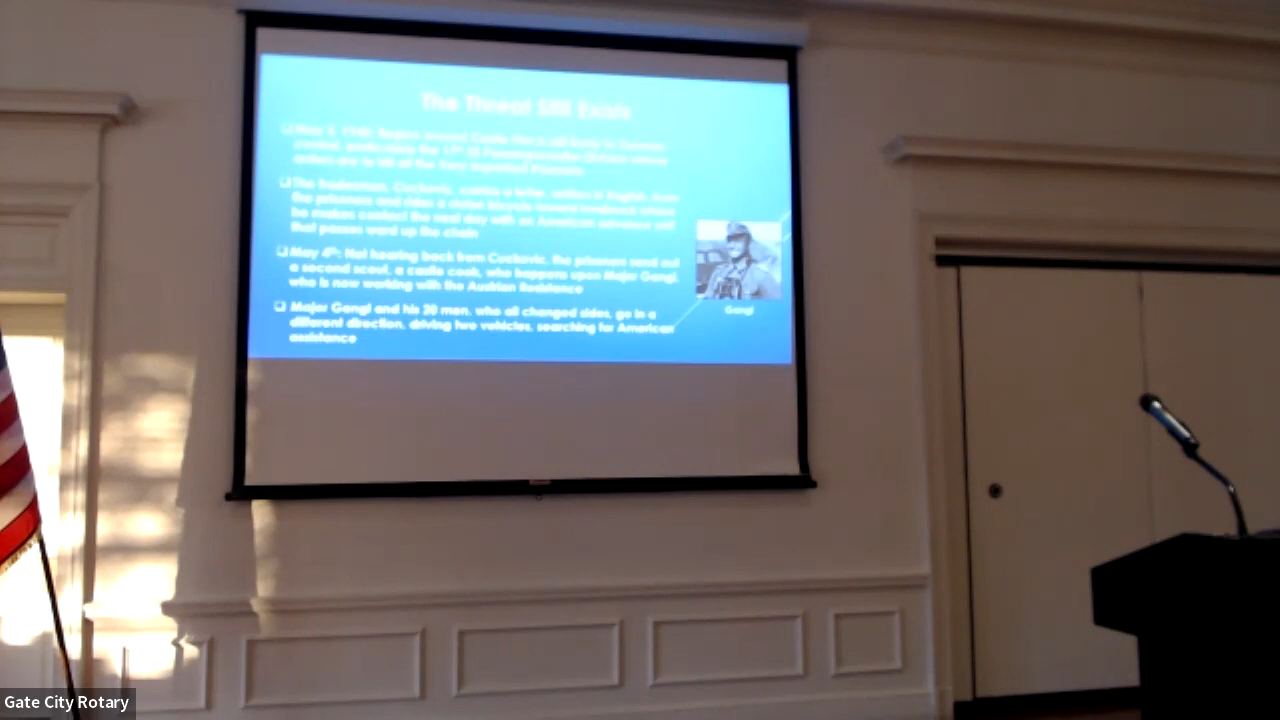 The Threat Still Exists
May 3, 1945: Region around Castle Itter is still
control, particularly the 17th SS Panzergrenadier Division whose
orders are to kill all the Very Important Prisoners
The tradesman, Cuckovic, carries a letter, written in English, from
the prisoners and rides a stolen bicycle toward Innsbruck where
he makes contact the next day with an American advance unit
that passes word up the chain
May 4th: Not hearing back from Cuckovic, the prisoners send out
a second scout, a castle cook, who happens upon Major Gangl,
who is now working with the Austrian Resistance
Major Gangl and his 20 men, who all changed sides, go in a
different direction, driving two vehicles, searching for American
assistance
Gangl
Gate City Rotary